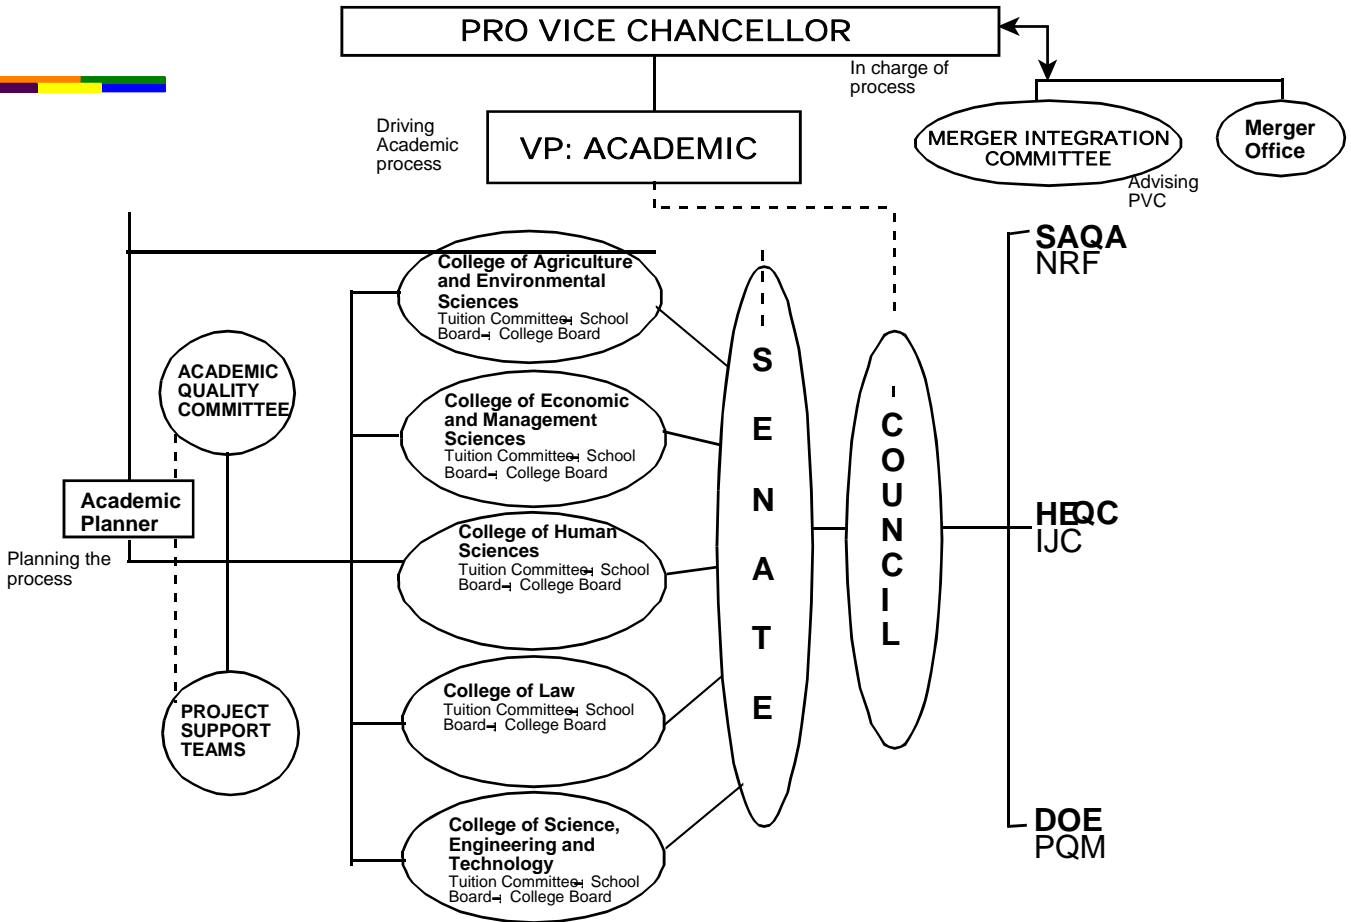 PRO VICE CHANCELLOR
In charge of
process
Driving
Academic
process
VP: ACADEMIC
MERGER INTEGRATION
COMMITTEE
Merger
Office
Advising
PVC
College of Agriculture
and Environmental
Sciences
Tuition Committee School
Board College Board
College of Economic
and Management
Sciences
Tuition Committee School
Board College Board
College of Human
Sciences
Tuition Committee School
Board College Board
College of Law
Tuition Committee School
Board College Board
College of Science,
Engineering and
Technology
Tuition Committee School
Board College Board
ACADEMIC
QUALITY
COMMITTEE
Academic
Planner
Planning the
process
PROJECT
SUPPORT
TEAMS
S
E
N
A
T
E
C
O
U
N
C
I
L
SAQA
NRF
HEQC
IJC
DOE
PQM